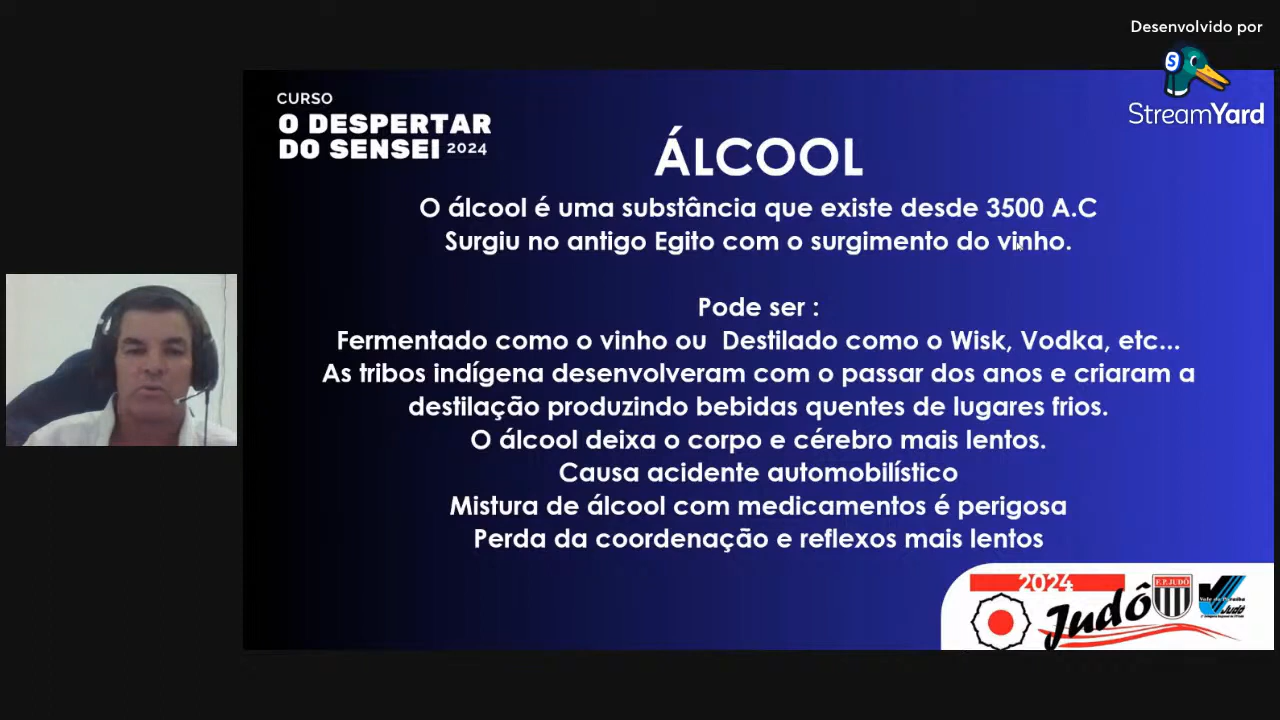 Desenvolvido por
StreamYard
CURSO
O DESPERTAR
DO SENSEI 2024
ÁLCOOL
O álcool é uma substância que existe desde 3500 A.C
Surgiu no antigo Egito com o surgimento do vinho.
Pode ser :
Fermentado como o vinho ou Destilado como o Wisk, Vodka, etc...
As tribos indígena desenvolveram com o passar dos anos e criaram a
destilação produzindo bebidas quentes de lugares frios.
O álcool deixa o corpo e cérebro mais lentos.
Causa acidente automobilístico
Mistura de álcool com medicamentos é perigosa
Perda da coordenação e reflexos mais lentos
2024
Judô
F.P.JUDÔ
Judô